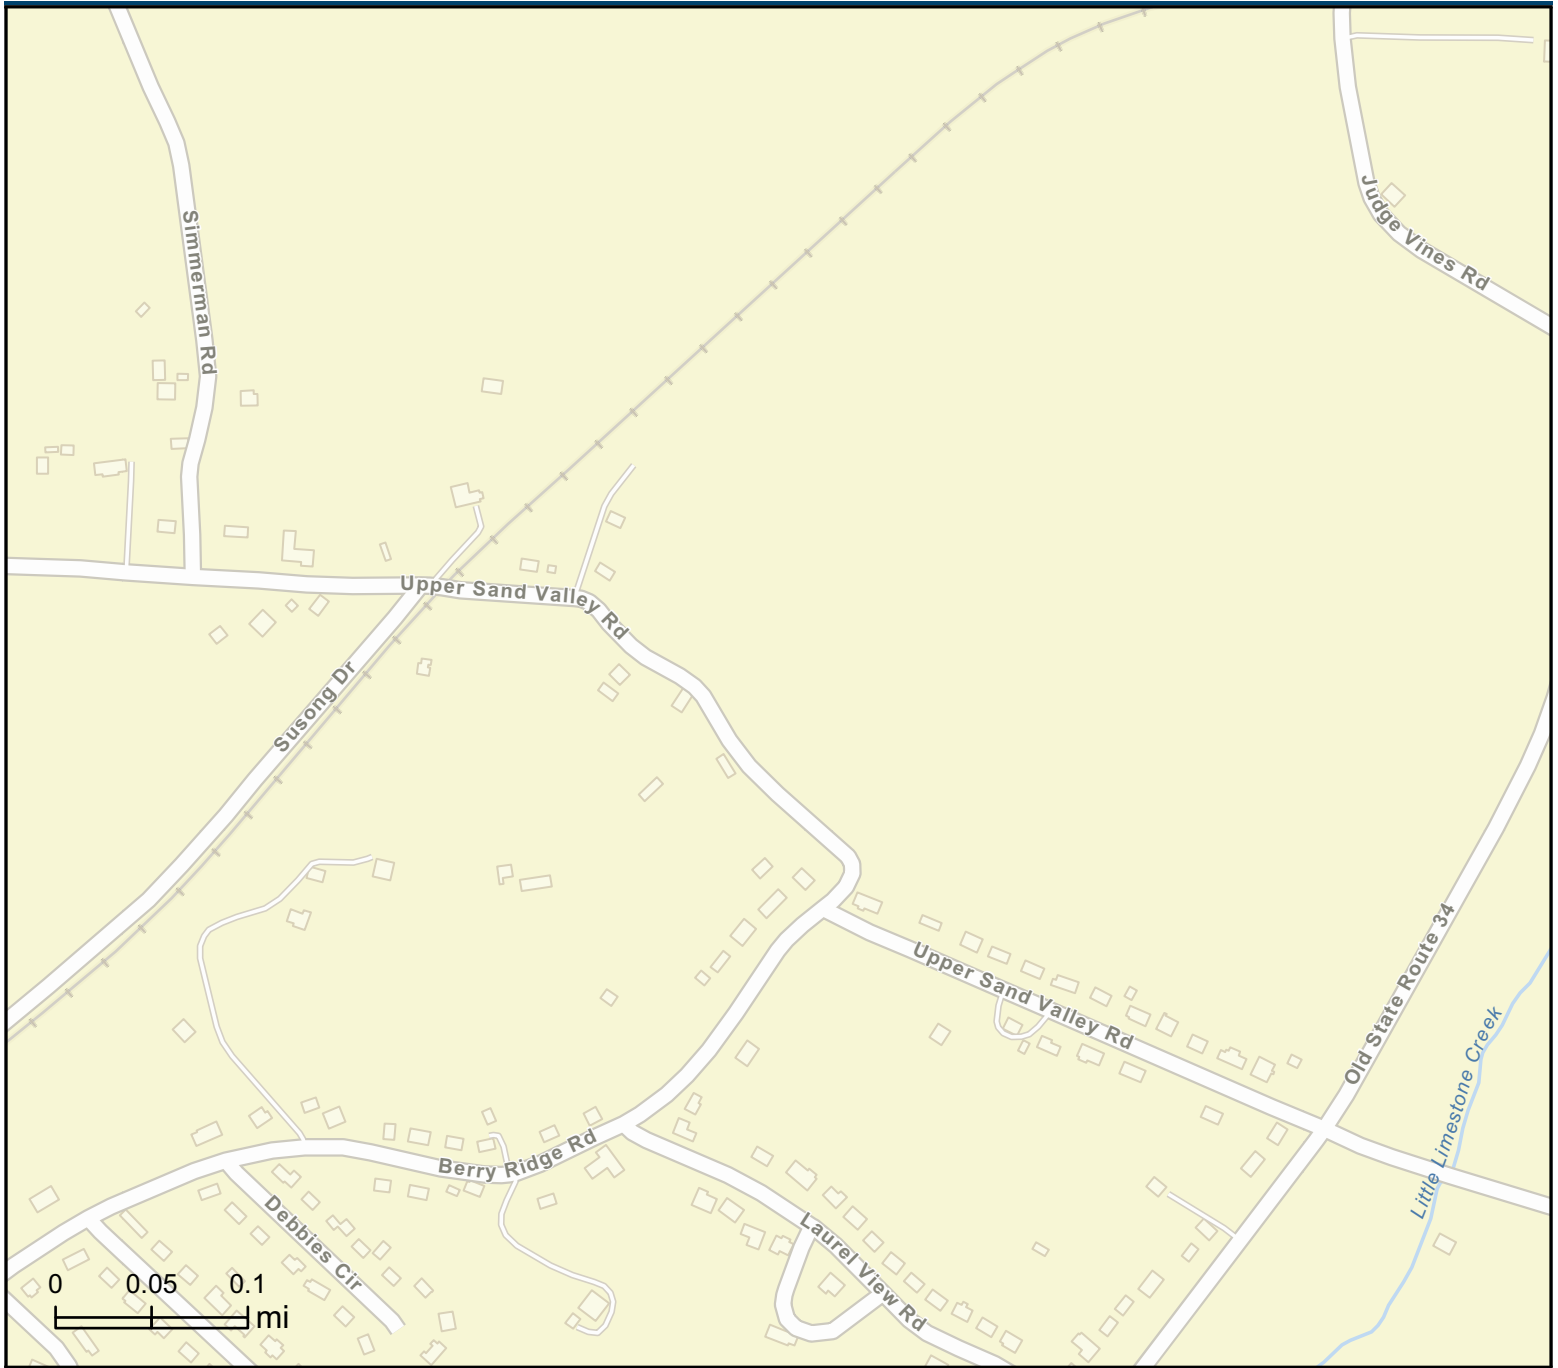 Judge Vines Rd
Simmerman Rd
Upper Sand Valley Rd
Susong Dr
Old State Route 34
Upper Sand Valley Rd
Little Limestone Creek
Berry Ridge Rd
Debbies Cir
Laurel View Rd
0 0.05 0.1
mi